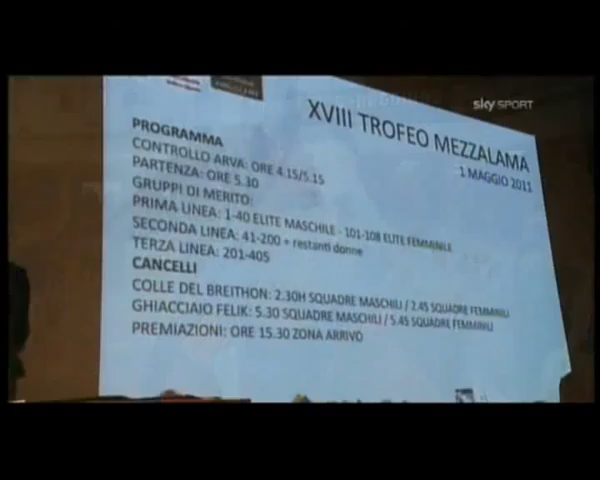 sky SPORT
XVIII TROFEO MEZZALAMA
1 MAGGIO 2011
PROGRAMMA
CONTROLLO ARVA: ORE 4.15/5.15
PARTENZA: ORE 5.30
GRUPPI DI MERITO:
PRIMA LINEA: 1-40 ELITE MASCHILE - 101-108 ELITE FEMMINILE
SECONDA LINEA: 41-200 + restanti donne
TERZA LINEA: 201-405
CANCELLI
COLLE DEL BREITHON: 2.30H SQUADRE MASCHILI / 2.45 SQUADRE FEMMINILI
GHIACCIAIO FELIK: 5.30 SQUADRE MASCHILI / 5.45 SQUADRE FEMMINILI
PREMIAZIONI: ORE 15.30 ZONA ARRIVO